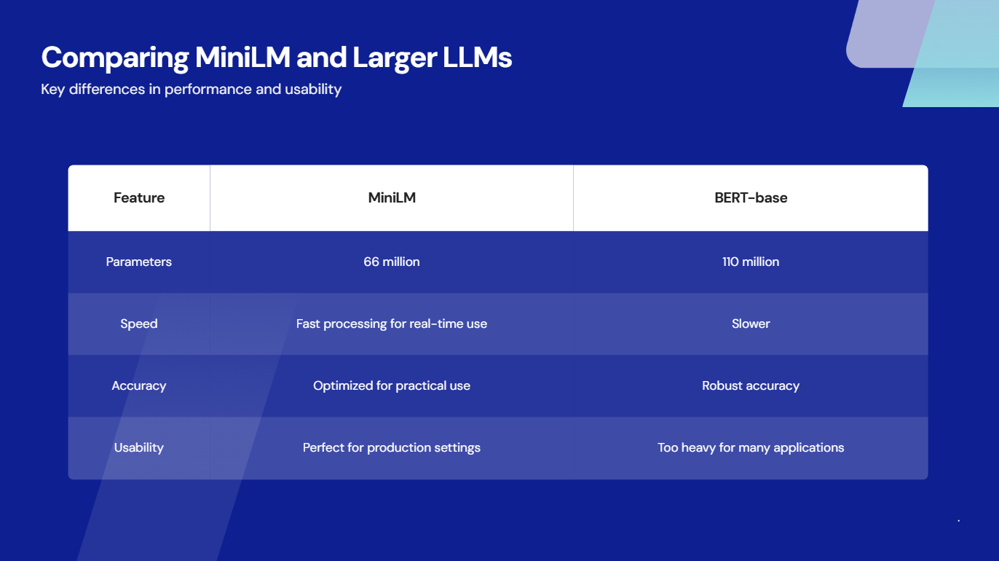 Comparing MiniLM and Larger LLMs
Key differences in performance and usability
Feature MiniLM BERT-base
Parameters 66 million 110 million
Speed Fast processing for real-time use Slower
Accuracy Optimized for practical use Robust accuracy
Usability Perfect for production settings Too heavy for many applications
.